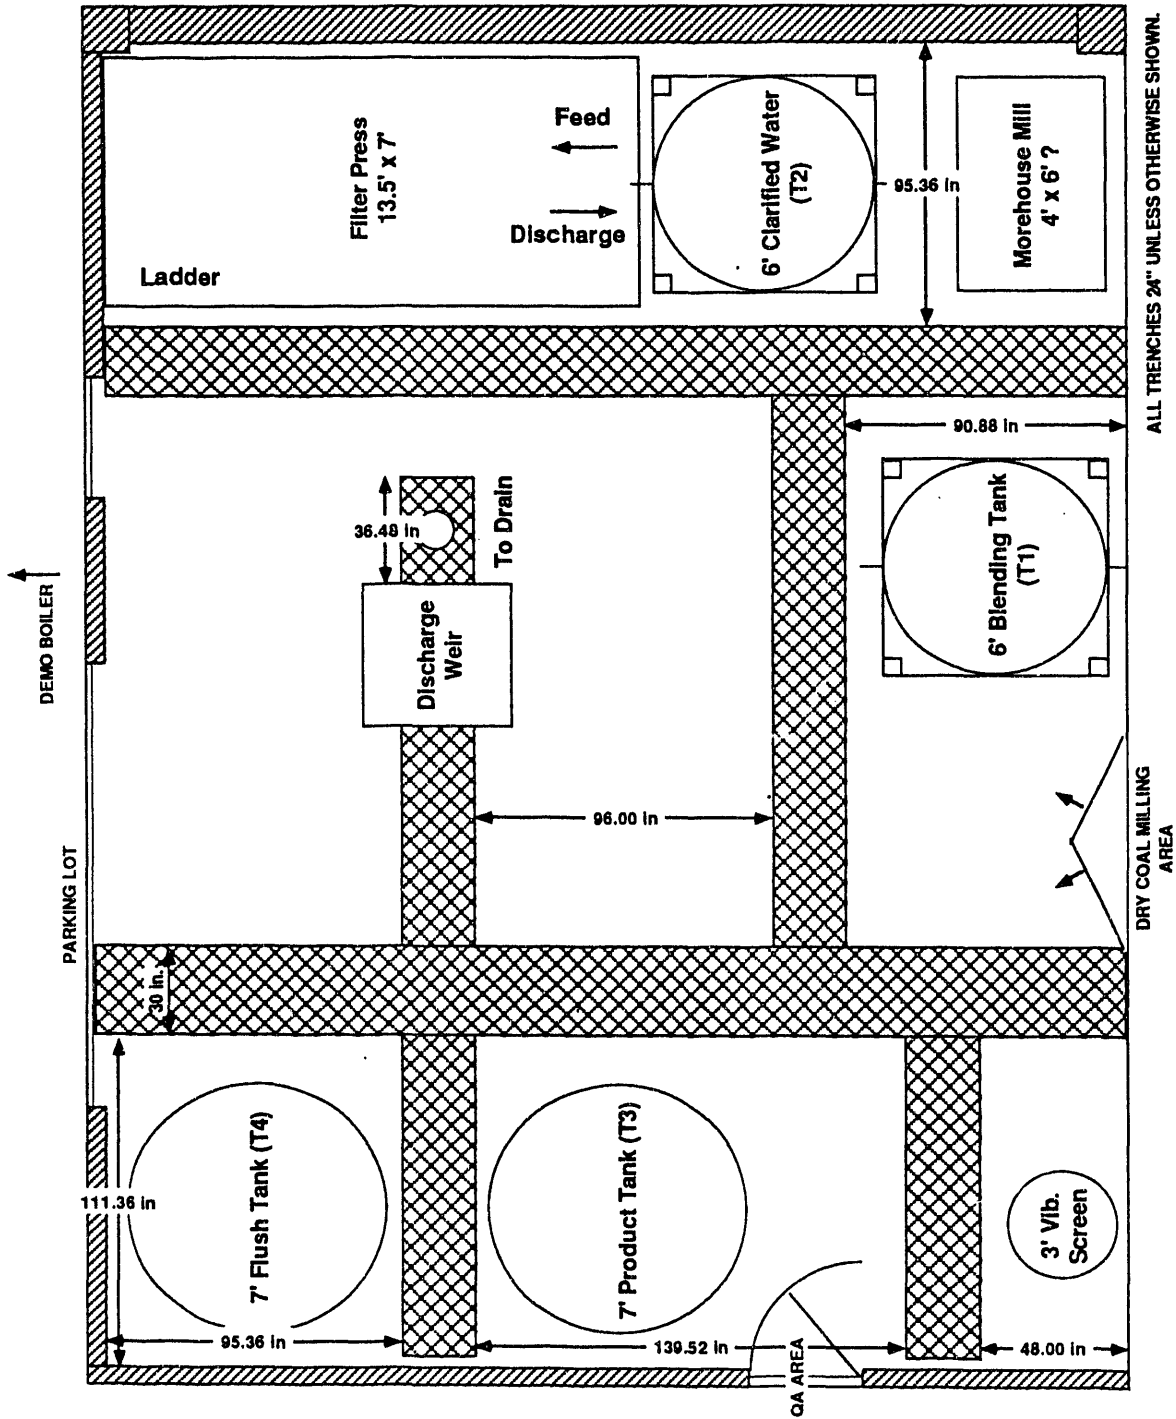 DEMO BOILER
PARKING LOT
Ladder
Filter Press
13.5' x 7'
Feed
Discharge
6' Clarified Water
(T2)
95.36 in
Morehouse Mill
4' x 6' ?
36.48 in
To Drain
Discharge
Weir
96.00 in
90.88 in
6' Blending Tank
(T1)
30 in.
111.36 in
7' Flush Tank (T4)
95.36 in
7' Product Tank (T3)
139.52 in
QA AREA
3' Vib.
Screen
48.00 in
DRY COAL MILLING
AREA
ALL TRENCHES 24" UNLESS OTHERWISE SHOWN.